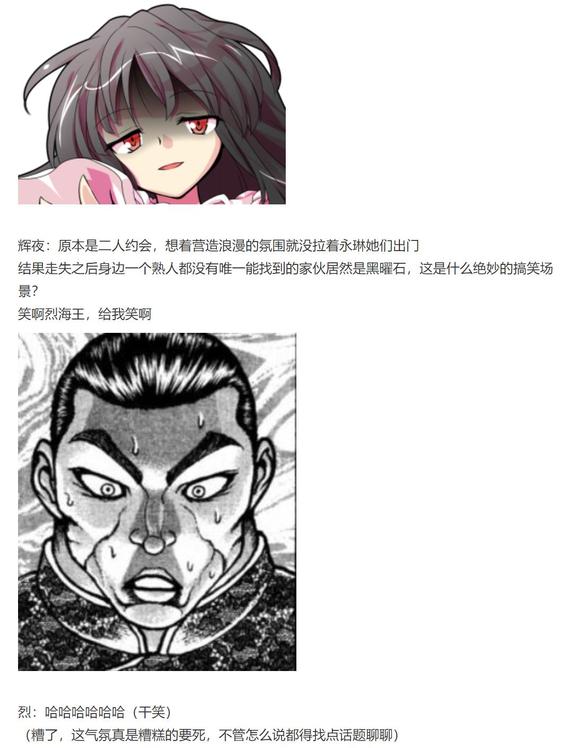 辉夜：原本是二人约会，想着营造浪漫的氛围就没拉着永琳她们出门
结果走失之后身边一个熟人都没有唯一能找到的家伙居然是黑曜石，这是什么绝妙的搞笑场
景？
笑啊烈海王，给我笑啊
烈：哈哈哈哈哈哈（干笑）
（糟了，这气氛真是糟糕的要死，不管怎么说都得找点话题聊聊）